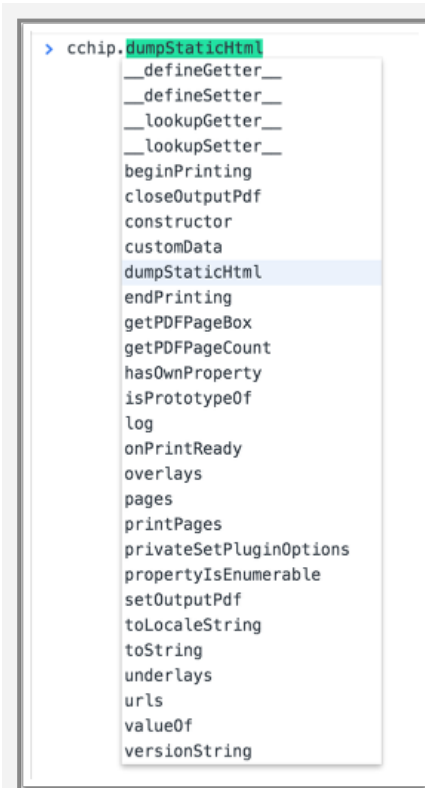 > cchip.dumpStaticHtml
__defineGetter__
__defineSetter__
__lookupGetter__
__lookupSetter__
beginPrinting
closeOutputPdf
constructor
customData
dumpStaticHtml
endPrinting
getPDFPageBox
getPDFPageCount
hasOwnProperty
isPrototypeOf
log
onPrintReady
overlays
pages
printPages
privateSetPluginOptions
propertyIsEnumerable
setOutputPdf
toLocaleString
toString
underlays
urls
valueOf
versionString